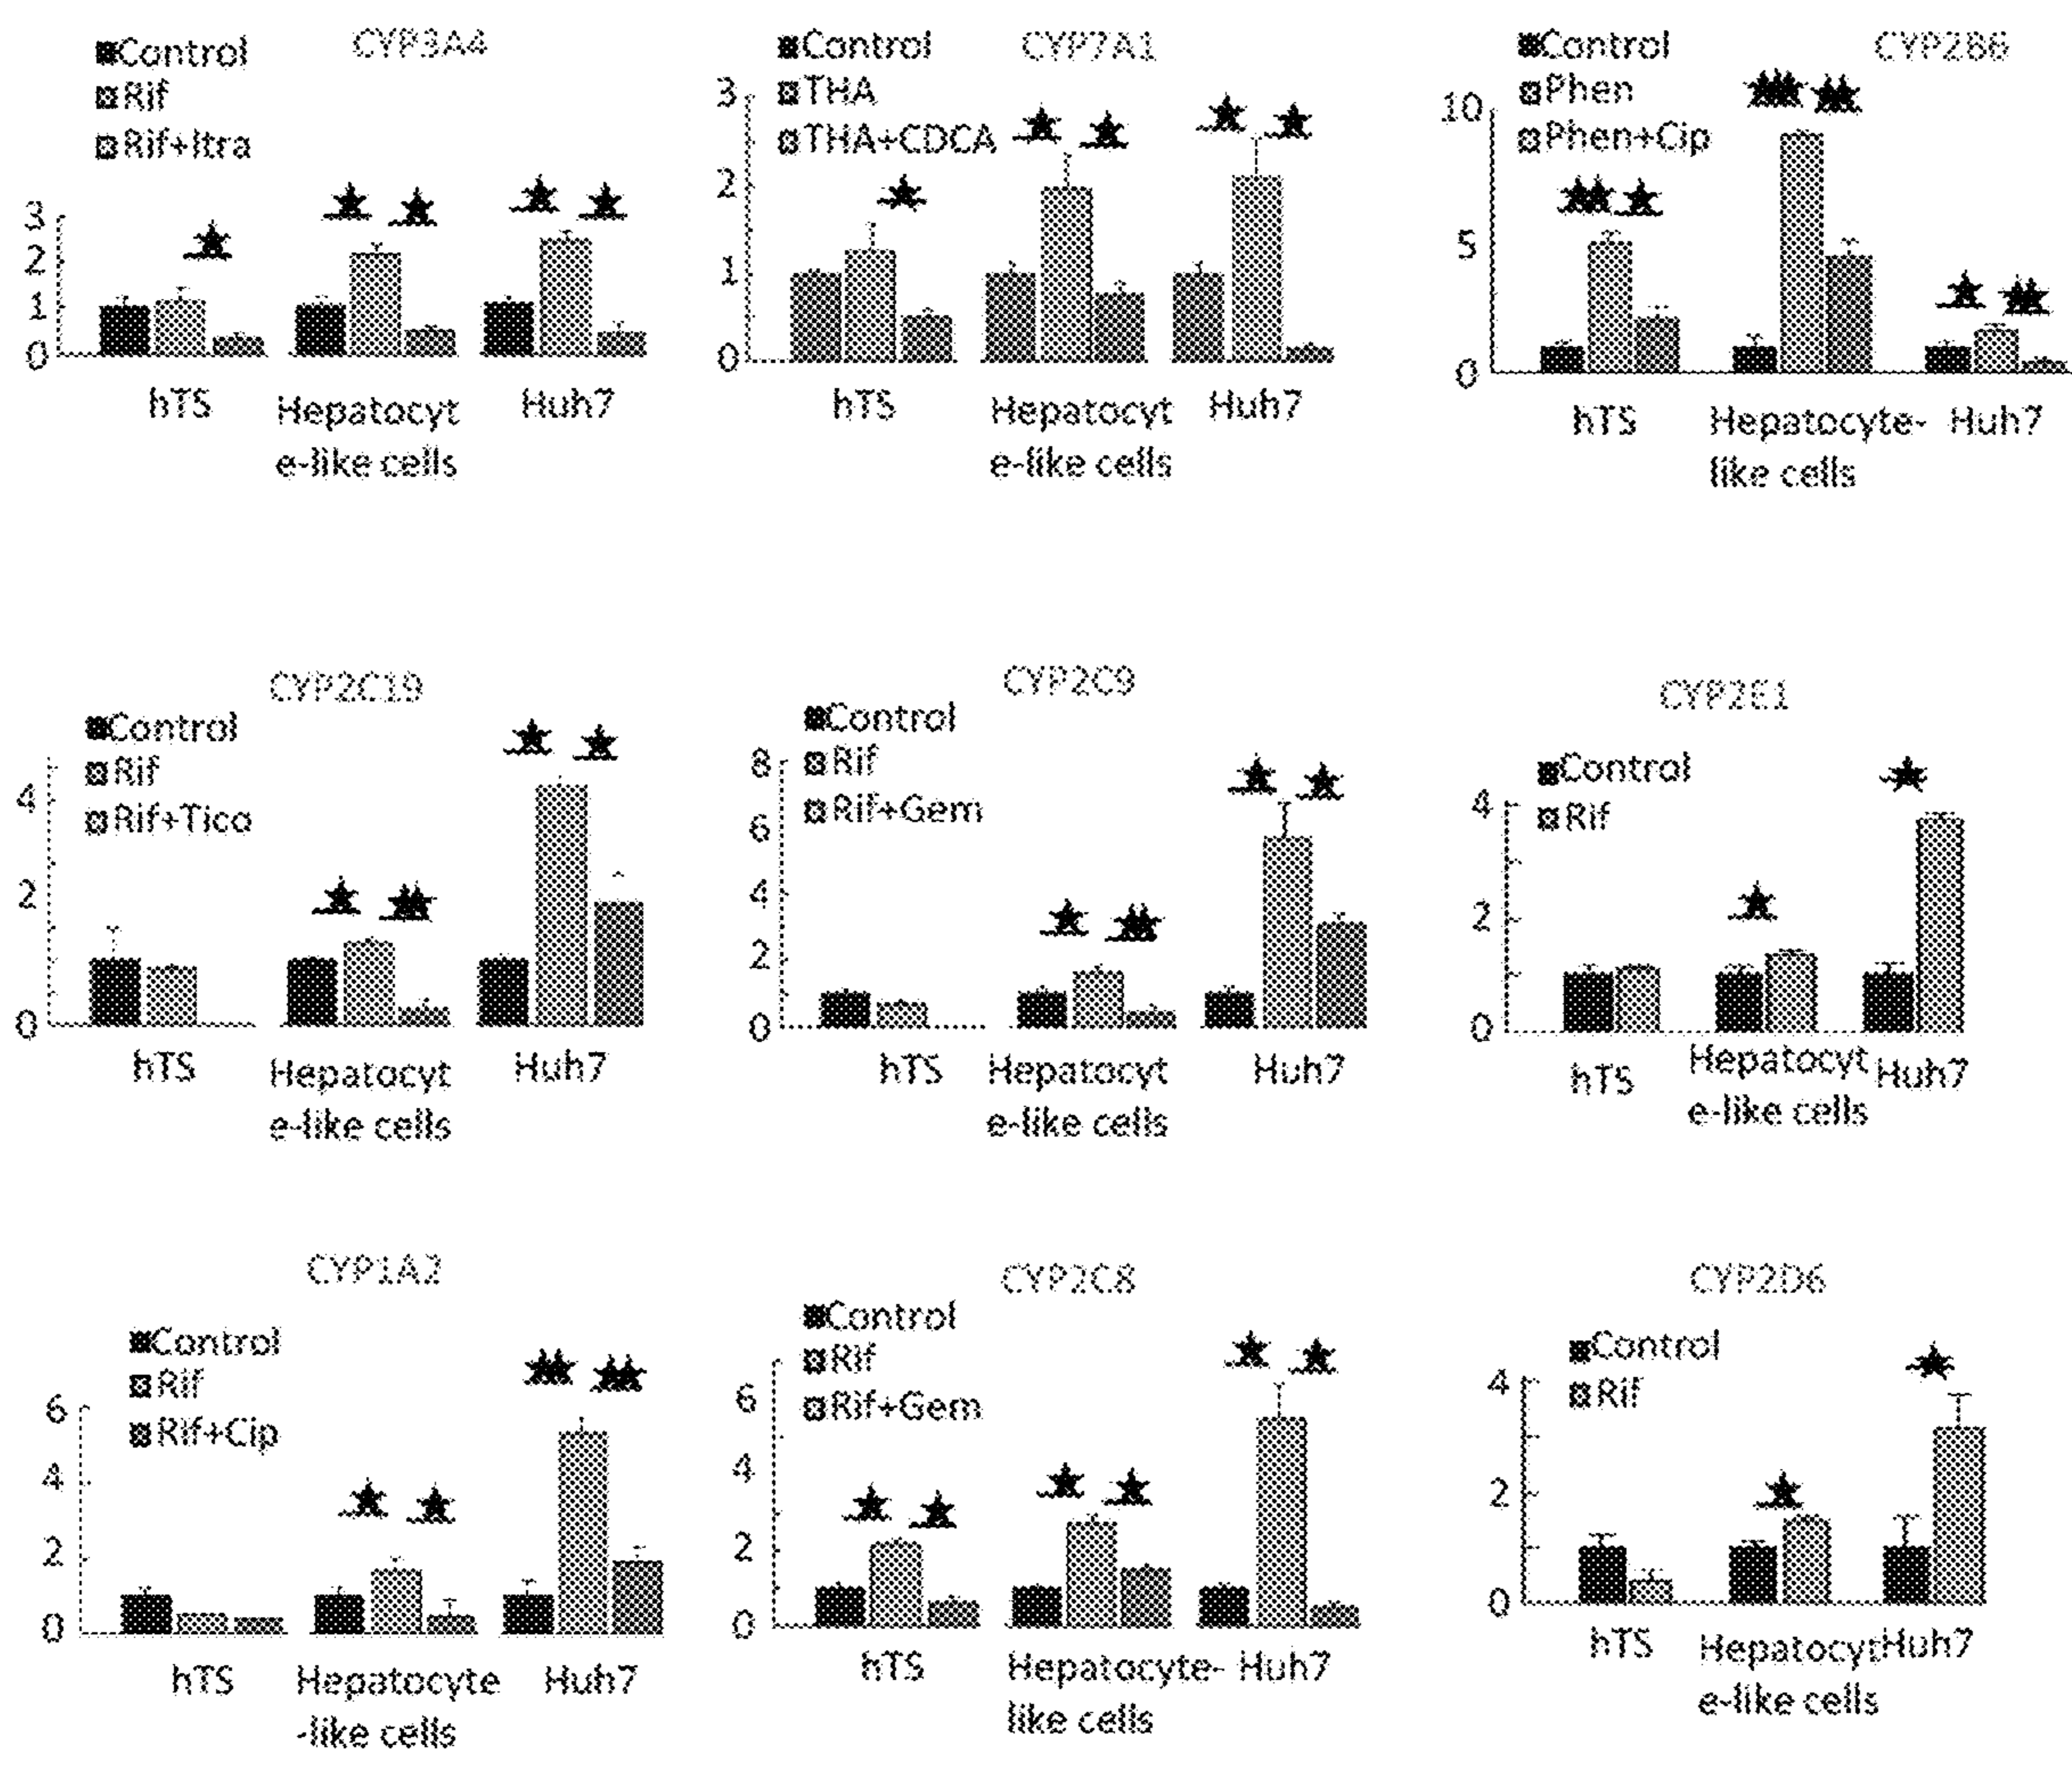 CYP3A4
Control
Rif
Rif+Itra
3
2
1
0
hTS
Hepatocyt
e-like cells
Huh7
CYP7A1
Control
THA
THA+CDCA
3
2
1
0
hTS
Hepatocyt
e-like cells
Huh7
CYP2B6
Control
Phen
Phen+Cip
10
5
0
hTS
Hepatocyte-
like cells
Huh7
CYP2C19
Control
Rif
Rif+Tico
4
2
0
hTS
Hepatocyt
e-like cells
Huh7
CYP2C9
Control
Rif
Rif+Gem
8
6
4
2
0
hTS
Hepatocyt
e-like cells
Huh7
CYP2E1
Control
Rif
4
2
0
hTS
Hepatocyt
e-like cells
Huh7
CYP1A2
Control
Rif
Rif+Cip
6
4
2
0
hTS
Hepatocyte
-like cells
Huh7
CYP2C8
Control
Rif
Rif+Gem
6
4
2
0
hTS
Hepatocyte-
like cells
Huh7
CYP2D6
Control
Rif
4
2
0
hTS
Hepatocyt
e-like cells
Huh7